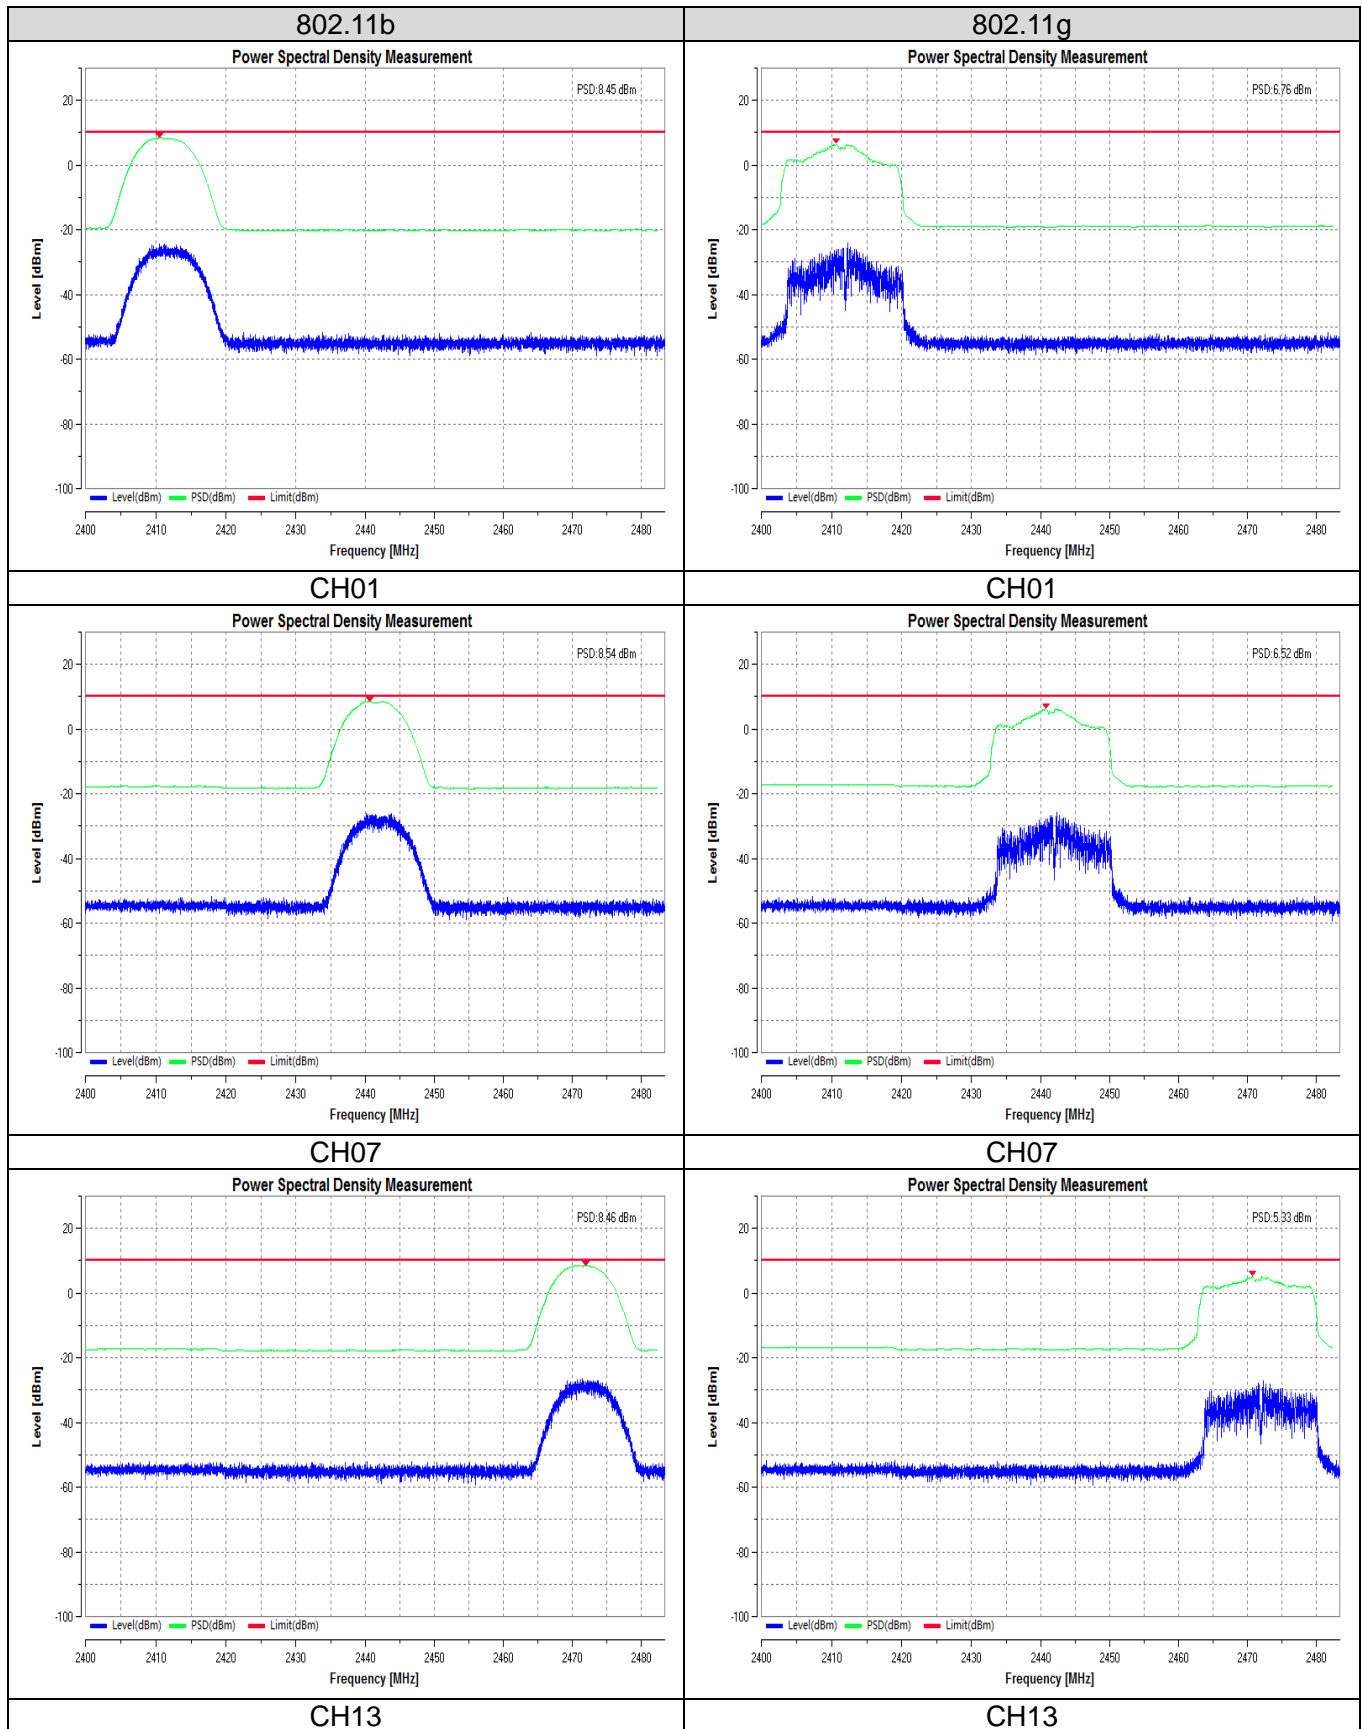 802.11b
802.11g
Power Spectral Density Measurement
PSD:8.45 dBm
20
0
-20
-40
-60
-80
-100
Level [dBm]
Level(dBm) PSD(dBm) Limit(dBm)
2400 2410 2420 2430 2440 2450 2460 2470 2480
Frequency [MHz]
Power Spectral Density Measurement
PSD:6.76 dBm
20
0
-20
-40
-60
-80
-100
Level [dBm]
Level(dBm) PSD(dBm) Limit(dBm)
2400 2410 2420 2430 2440 2450 2460 2470 2480
Frequency [MHz]
CH01
CH01
Power Spectral Density Measurement
PSD:8.54 dBm
20
0
-20
-40
-60
-80
-100
Level [dBm]
Level(dBm) PSD(dBm) Limit(dBm)
2400 2410 2420 2430 2440 2450 2460 2470 2480
Frequency [MHz]
Power Spectral Density Measurement
PSD:6.52 dBm
20
0
-20
-40
-60
-80
-100
Level [dBm]
Level(dBm) PSD(dBm) Limit(dBm)
2400 2410 2420 2430 2440 2450 2460 2470 2480
Frequency [MHz]
CH07
CH07
Power Spectral Density Measurement
PSD:8.46 dBm
20
0
-20
-40
-60
-80
-100
Level [dBm]
Level(dBm) PSD(dBm) Limit(dBm)
2400 2410 2420 2430 2440 2450 2460 2470 2480
Frequency [MHz]
Power Spectral Density Measurement
PSD:5.33 dBm
20
0
-20
-40
-60
-80
-100
Level [dBm]
Level(dBm) PSD(dBm) Limit(dBm)
2400 2410 2420 2430 2440 2450 2460 2470 2480
Frequency [MHz]
CH13
CH13